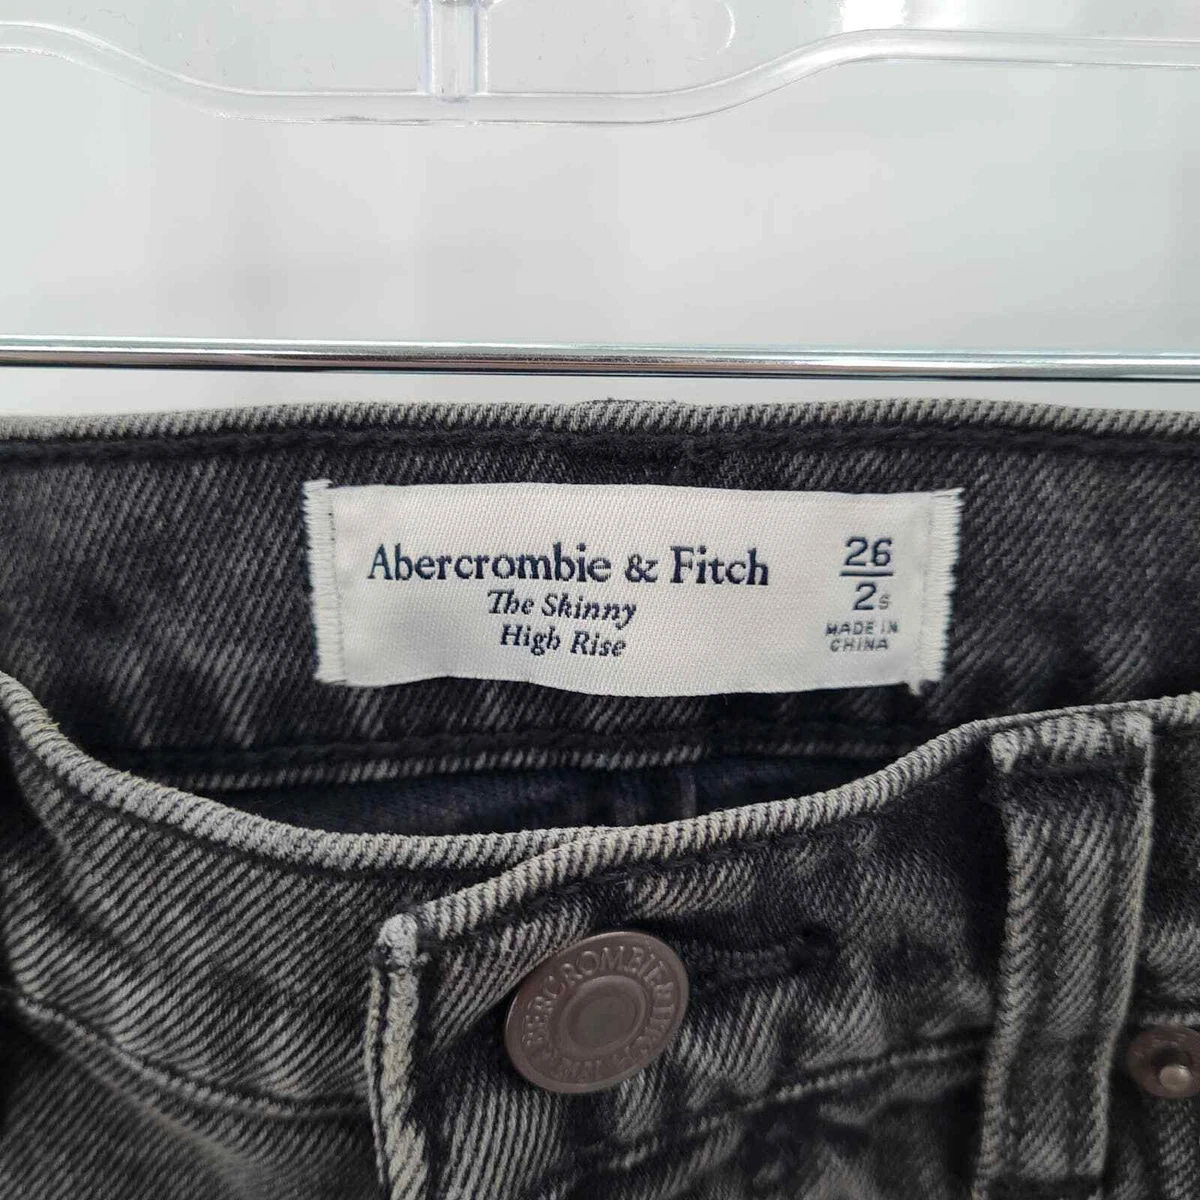 Abercrombie & Fitch
The Skinny
High Rise
26
2s
MADE IN
CHINA
ABERCROMBIE